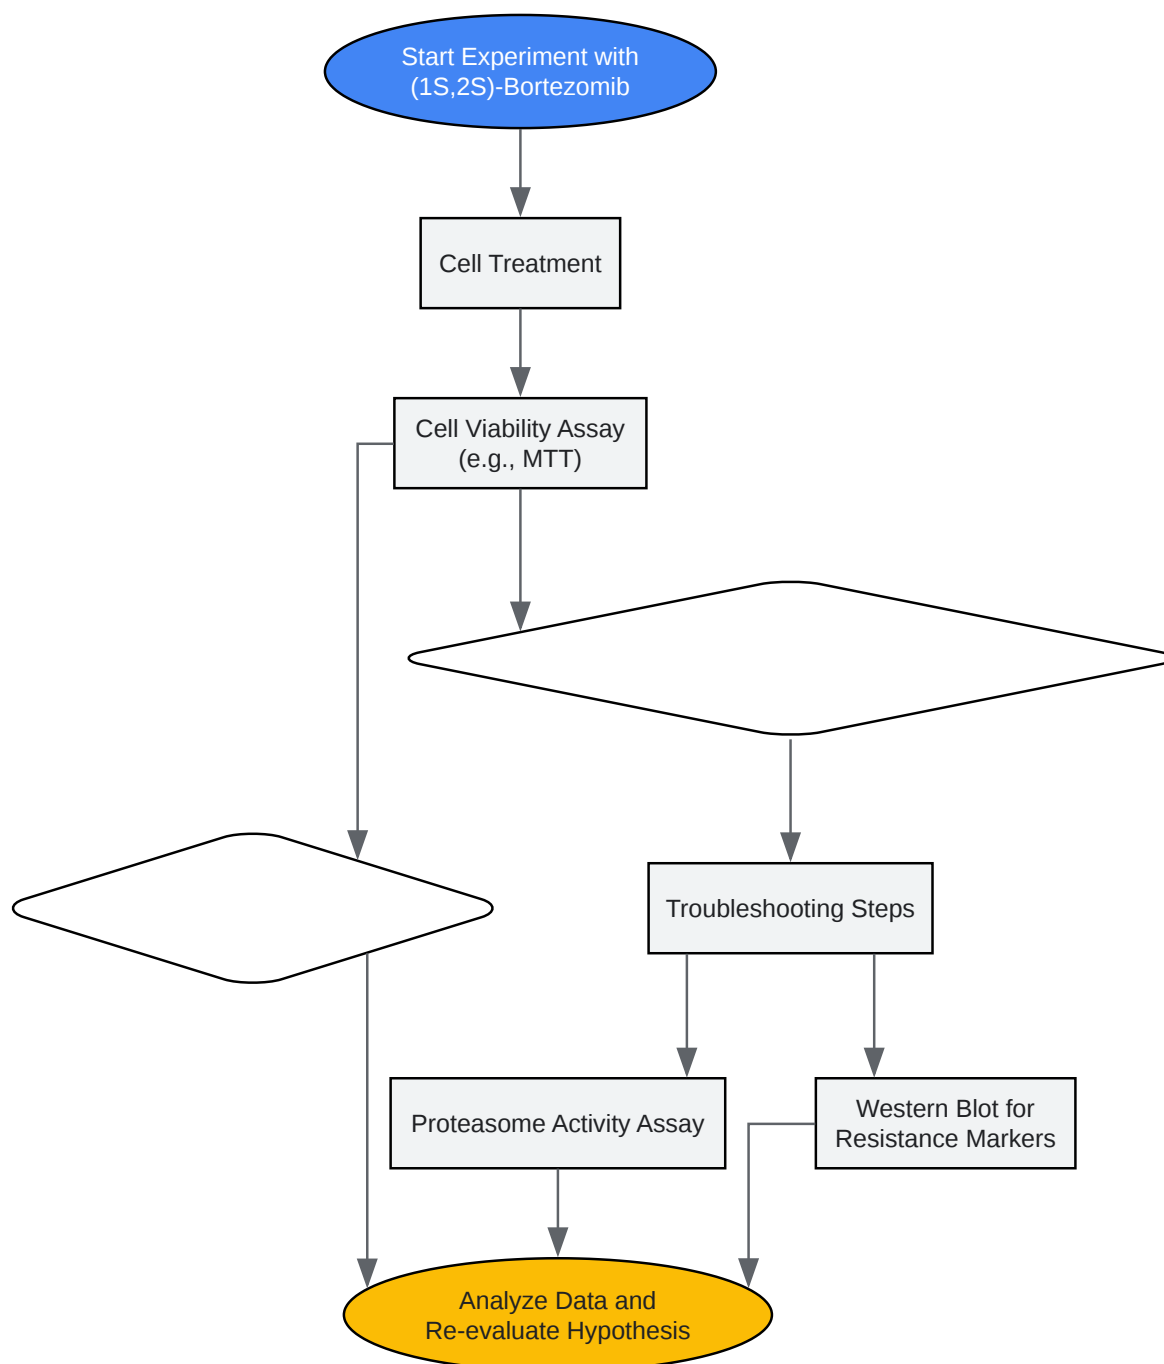 Start Experiment with
(1S,2S)-Bortezomib
Cell Treatment
Cell Viability Assay
(e.g., MTT)
Troubleshooting Steps
Proteasome Activity Assay
Western Blot for
Resistance Markers
Analyze Data and
Re-evaluate Hypothesis